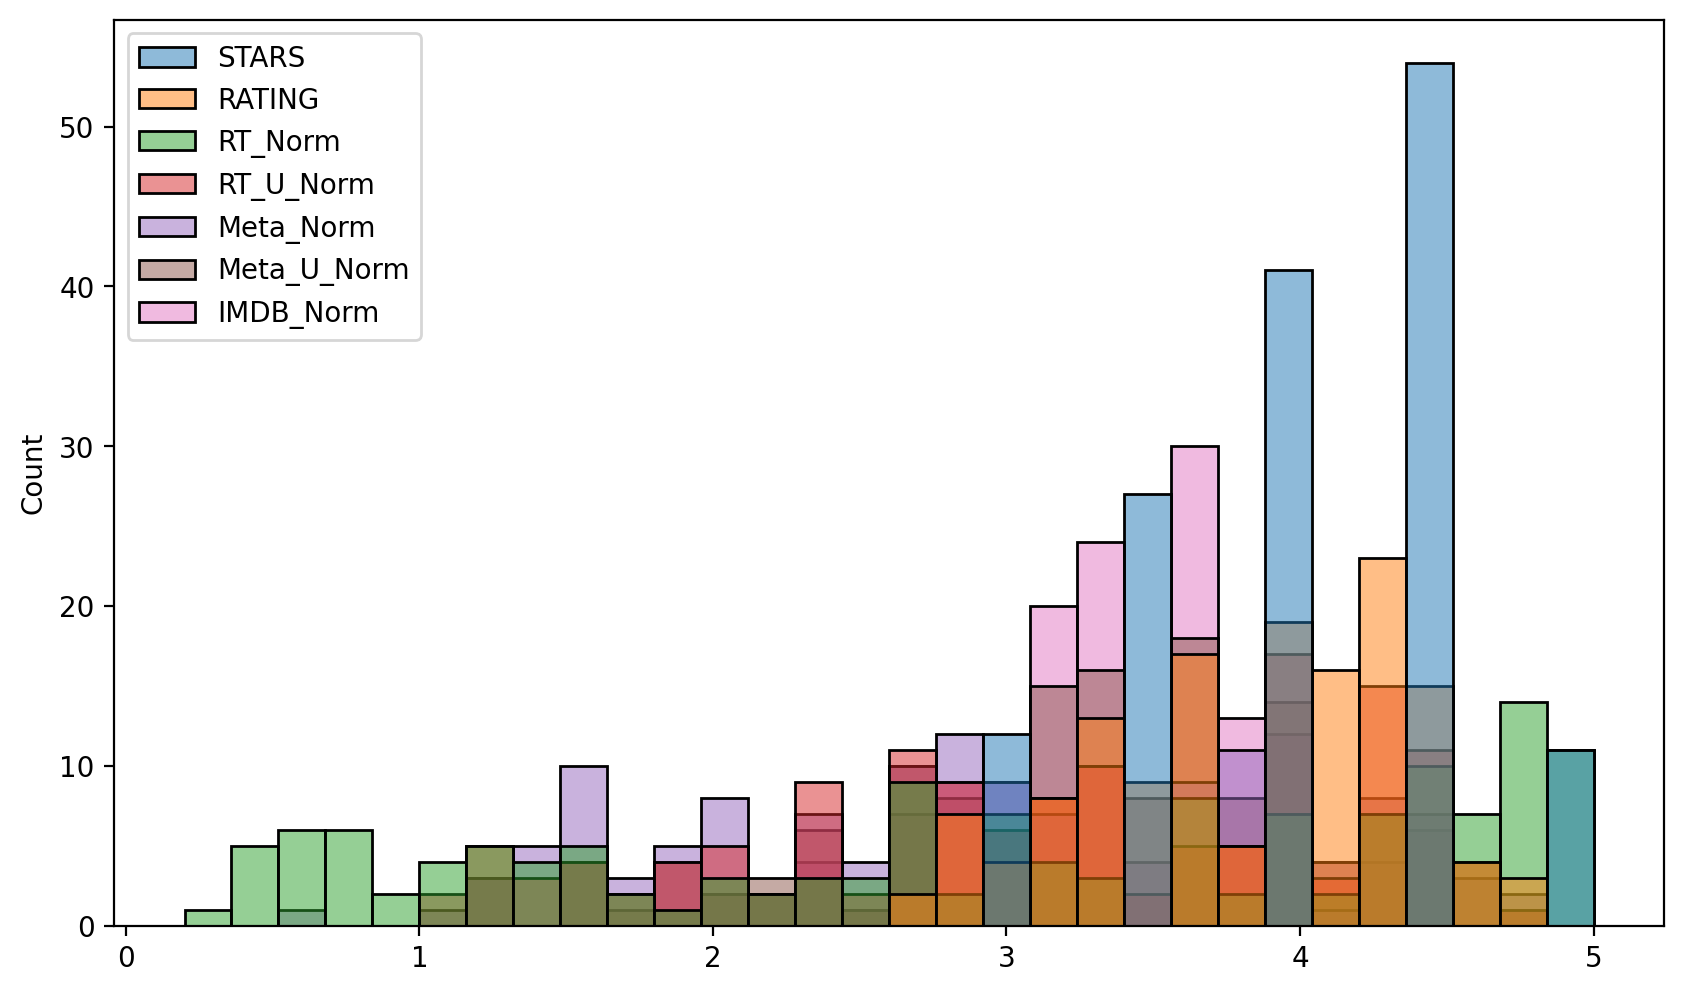 STARS
RATING
RT_Norm
RT_U_Norm
Meta_Norm
Meta_U_Norm
IMDB_Norm
Count
50
40
30
20
10
0
0 1 2 3 4 5